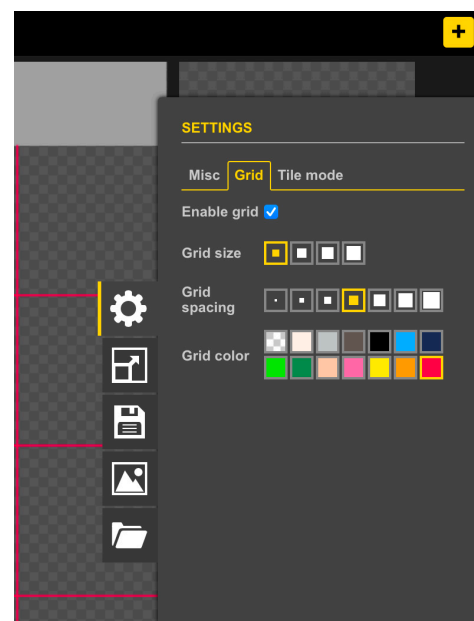 +
SETTINGS
Misc Grid Tile mode
Enable grid
Grid size
Grid
spacing
Grid color